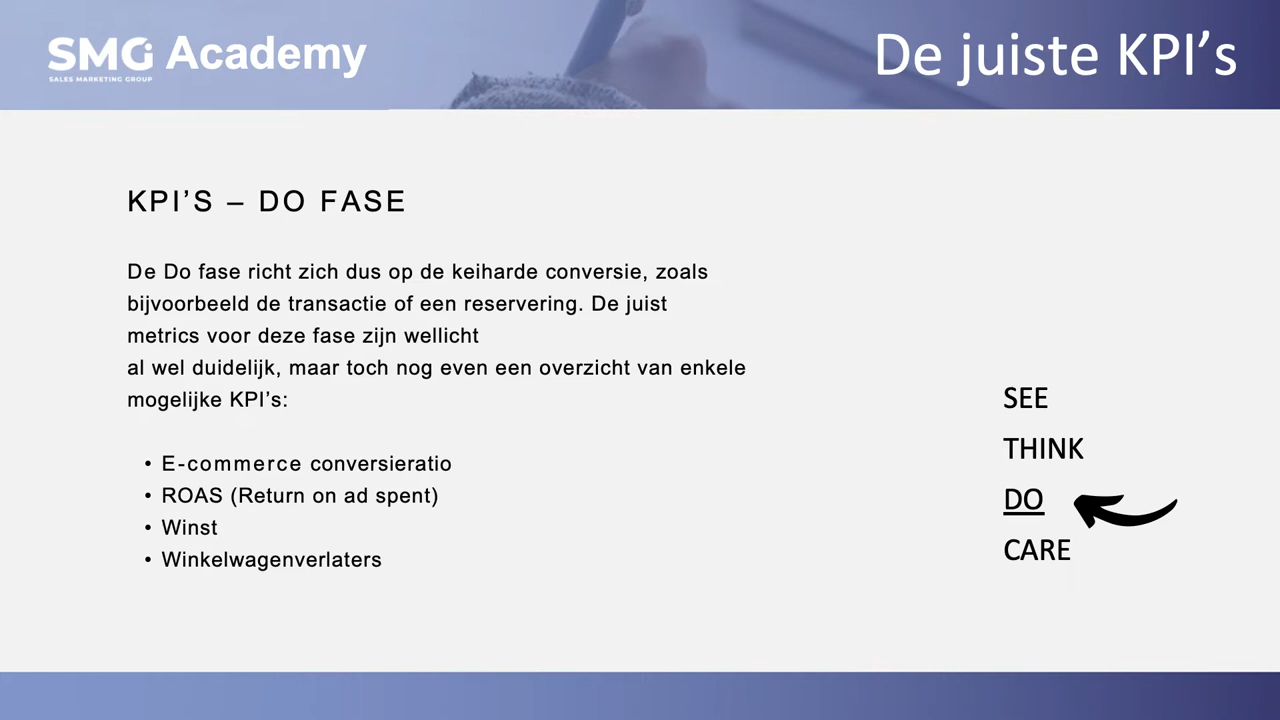 SMG Academy
SALES MARKETING GROUP
De juiste KPI’s
KPI’S – DO FASE
De Do fase richt zich dus op de keiharde conversie, zoals
bijvoorbeeld de transactie of een reservering. De juist
metrics voor deze fase zijn wellicht
al wel duidelijk, maar toch nog even een overzicht van enkele
mogelijke KPI’s:
• E-commerce conversieratio
• ROAS (Return on ad spent)
• Winst
• Winkelwagenverlaters
SEE
THINK
DO
CARE